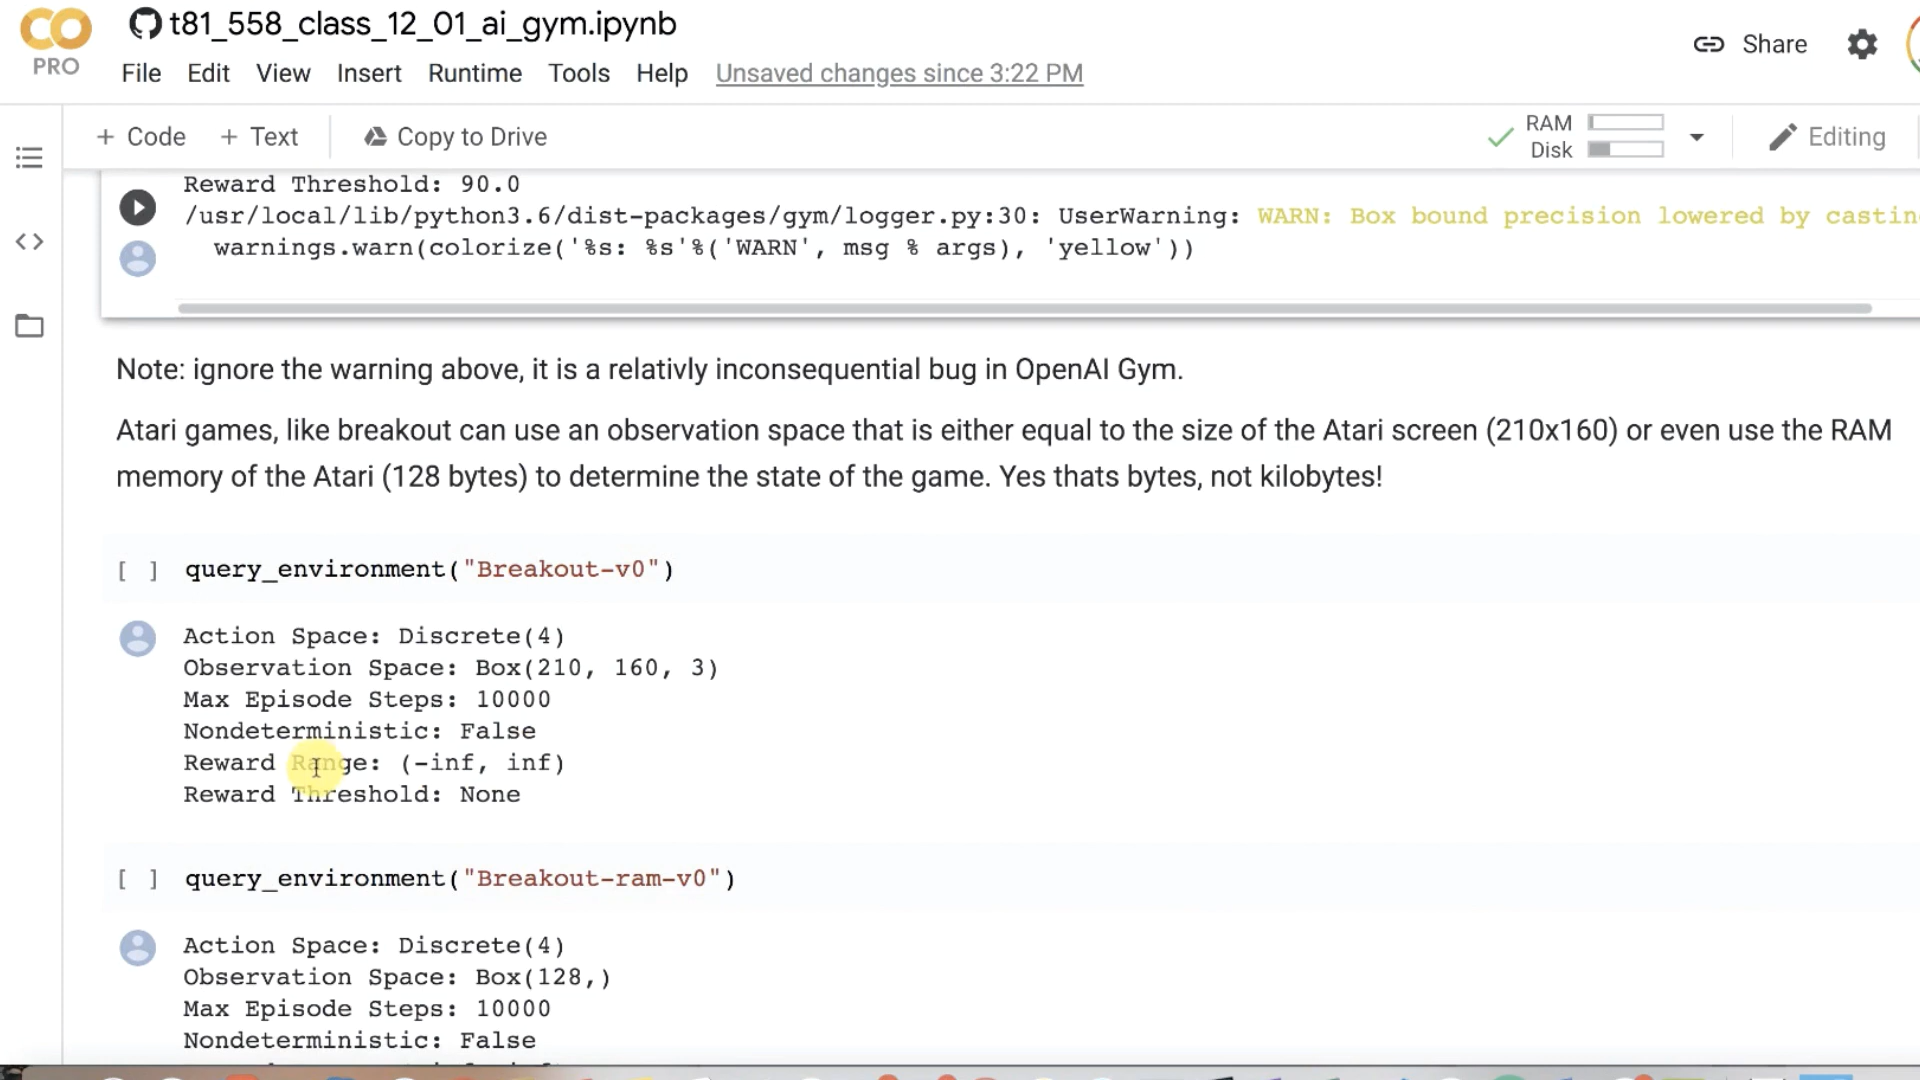 t81_558_class_12_01_ai_gym.ipynb
PRO
File Edit View Insert Runtime Tools Help Unsaved changes since 3:22 PM
Share
+ Code + Text Copy to Drive
RAM
Disk
Editing
Reward Threshold: 90.0
/usr/local/lib/python3.6/dist-packages/gym/logger.py:30: UserWarning: WARN: Box bound precision lowered by castin
warnings.warn(colorize('%s: %s'%('WARN', msg % args), 'yellow'))
Note: ignore the warning above, it is a relativly inconsequential bug in OpenAI Gym.
Atari games, like breakout can use an observation space that is either equal to the size of the Atari screen (210x160) or even use the RAM
memory of the Atari (128 bytes) to determine the state of the game. Yes thats bytes, not kilobytes!
[ ] query_environment("Breakout-v0")
Action Space: Discrete(4)
Observation Space: Box(210, 160, 3)
Max Episode Steps: 10000
Nondeterministic: False
Reward Range: (-inf, inf)
Reward Threshold: None
[ ] query_environment("Breakout-ram-v0")
Action Space: Discrete(4)
Observation Space: Box(128,)
Max Episode Steps: 10000
Nondeterministic: False